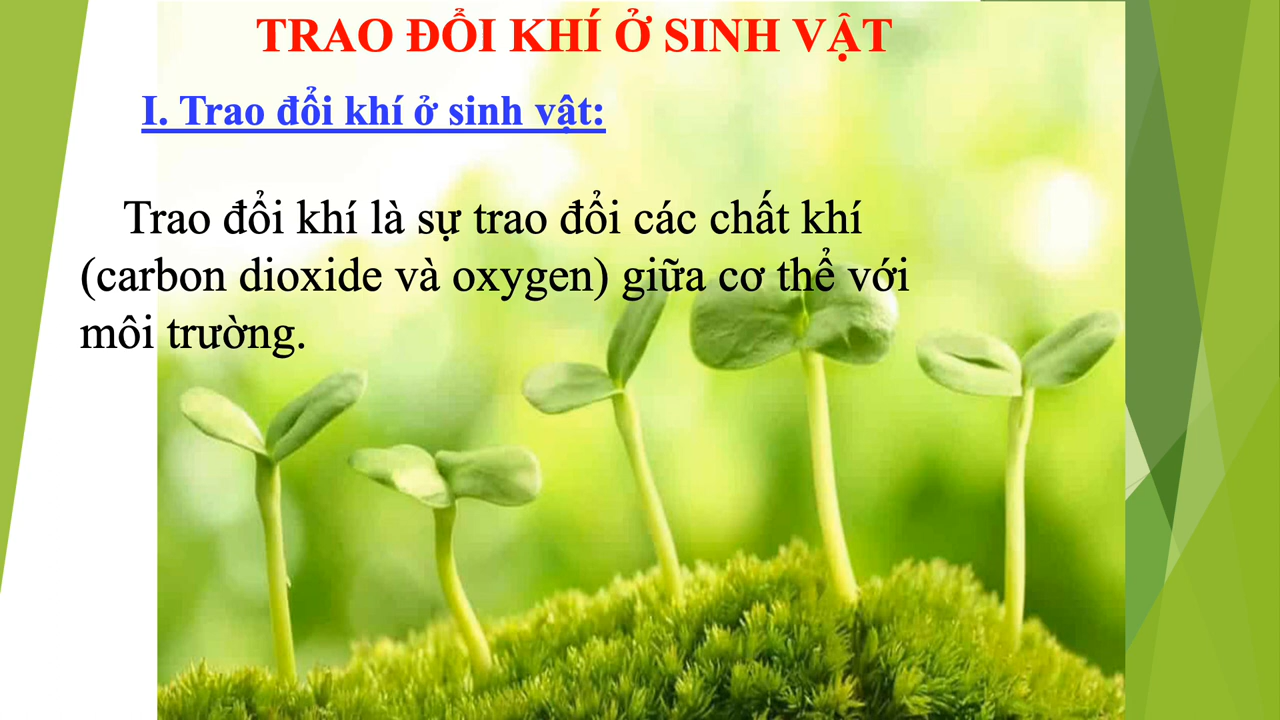 TRAO ĐỔI KHÍ Ở SINH VẬT
I. Trao đổi khí ở sinh vật:
Trao đổi khí là sự trao đổi các chất khí
(carbon dioxide và oxygen) giữa cơ thể với
môi trường.